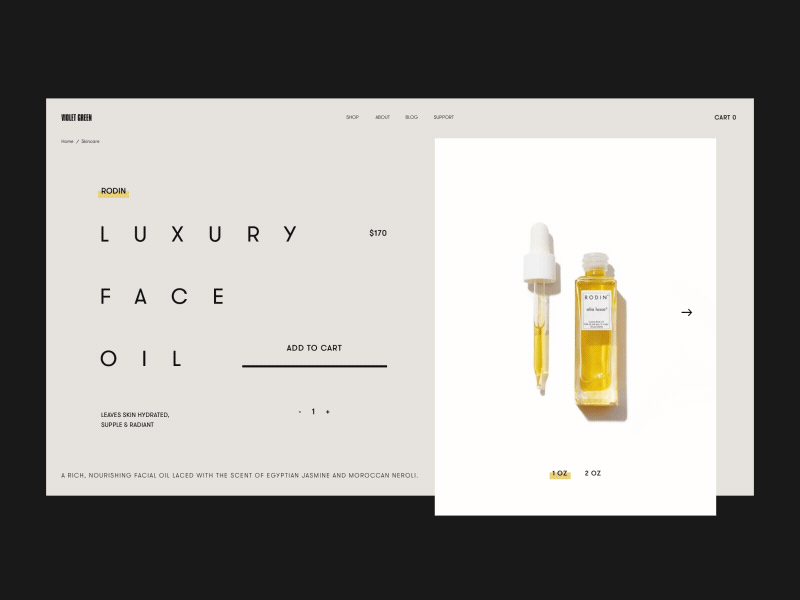 VIOLET GREEN
SHOP ABOUT BLOG SUPPORT
CART 0
Home / Skincare
RODIN
LUXURY
$170
FACE
OIL
ADD TO CART
LEAVES SKIN HYDRATED,
SUPPLE & RADIANT
- 1 +
A RICH, NOURISHING FACIAL OIL LACED WITH THE SCENT OF EGYPTIAN JASMINE AND MOROCCAN NEROLI.
RODIN
olio lusso
1 OZ 2 OZ